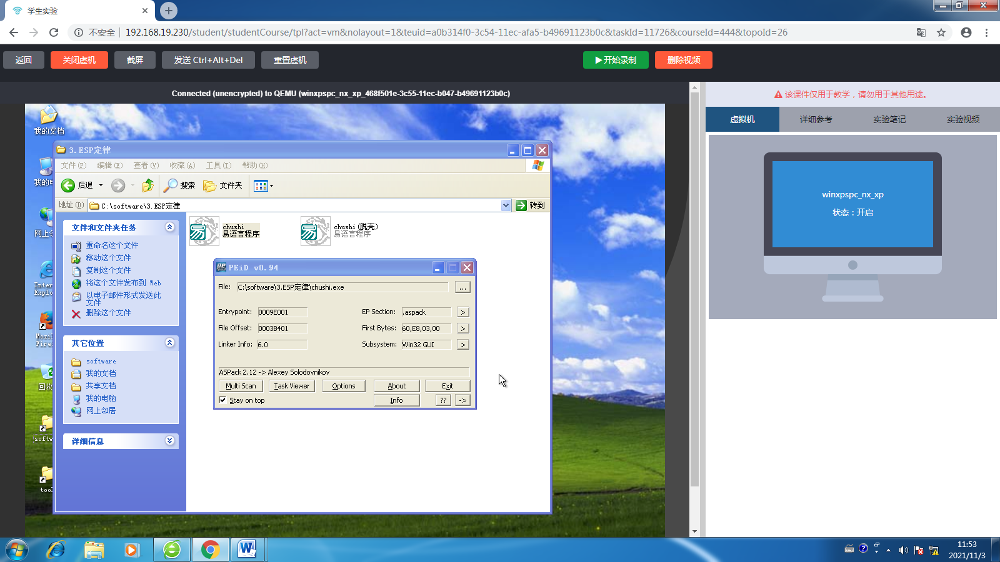 学生实验
不安全
192.168.19.230/student/studentCourse/tpl?act=vm&nolayout=1&teuid=a0b314f0-3c54-11ec-afa5-b49691123b0c&taskId=11726&courseId=444&topoId=26
返回
关闭虚机
截屏
发送 Ctrl+Alt+Del
重置虚机
开始录制
删除视频
Connected (unencrypted) to QEMU (winxpspc_nx_xp_468f501e-3c55-11ec-b047-b49691123b0c)
该课件仅用于教学，请勿用于其他用途。
虚拟机
详细参考
实验笔记
实验视频
winxpspc_nx_xp
状态：开启
我的文档
我的电
网上邻
Intern
Explo
Mozi
Firef
回收
softw
tool
3.ESP定律
文件(F)
编辑(E)
查看(V)
收藏(A)
工具(T)
帮助(H)
后退
搜索
文件夹
地址(D)
C:\software\3.ESP定律
转到
文件和文件夹任务
重命名这个文件
移动这个文件
复制这个文件
将这个文件发布到 Web
以电子邮件形式发送此
文件
删除这个文件
其它位置
software
我的文档
共享文档
我的电脑
网上邻居
详细信息
chushi
易语言程序
chushi (脱壳)
易语言程序
PEiD v0.94
File:
C:\software\3.ESP定律\chushi.exe
...
Entrypoint:
0009E001
EP Section:
.aspack
>
File Offset:
0003B401
First Bytes:
60,E8,03,00
>
Linker Info:
6.0
Subsystem:
Win32 GUI
>
ASPack 2.12 -> Alexey Solodovnikov
Multi Scan
Task Viewer
Options
About
Exit
Stay on top
Info
??
->
11:53
2021/11/3